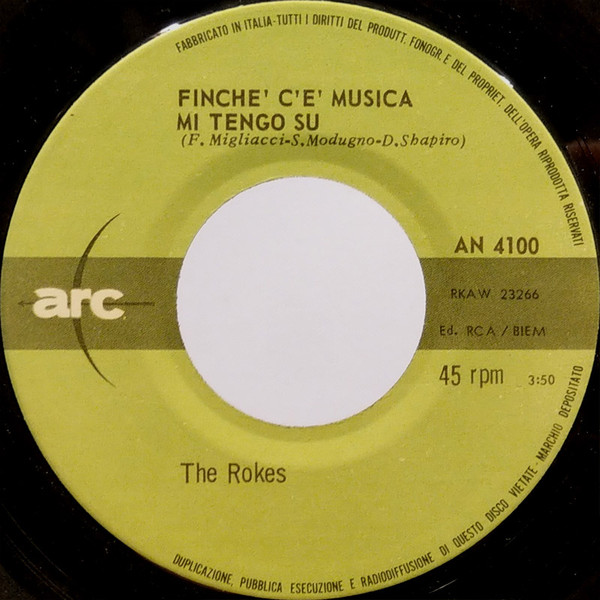 FABBRICATO IN ITALIA-TUTTI I DIRITTI DEL PRODUTT. FONOGR. E DEL PROPRIET. DELL'OPERA RIPRODOTTA RISERVATI
FINCHE' C'E' MUSICA
MI TENGO SU
(F. Migliacci-S.Modugno-D.Shapiro)
AN 4100
arc
RKAW 23266
Ed. RCA / BIEM
45 rpm 3:50
The Rokes
DUPLICAZIONE, PUBBLICA ESECUZIONE E RADIODIFFUSIONE DI QUESTO DISCO VIETATE - MARCHIO DEPOSITATO